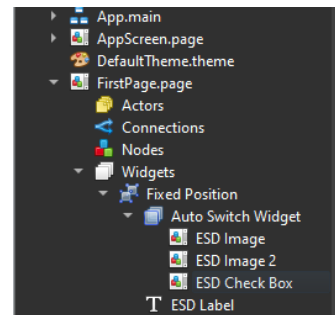 App.main
AppScreen.page
DefaultTheme.theme
FirstPage.page
Actors
Connections
Nodes
Widgets
Fixed Position
Auto Switch Widget
ESD Image
ESD Image 2
ESD Check Box
T ESD Label